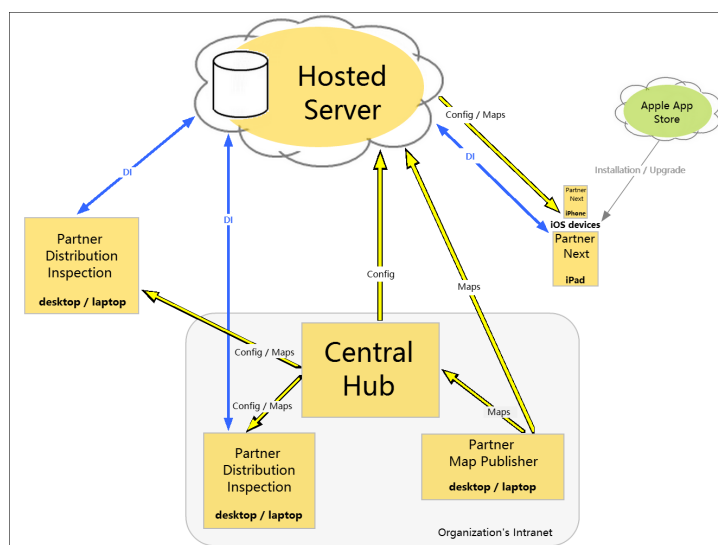 Hosted
Server
Apple App
Store
Config / Maps
DI
DI
DI
Installation / Upgrade
Partner
Next
iPhone
iOS devices
Partner
Next
iPad
Partner
Distribution
Inspection
desktop / laptop
Config
Maps
Config / Maps
Central
Hub
Config / Maps
Maps
Partner
Distribution
Inspection
desktop / laptop
Partner
Map Publisher
desktop / laptop
Organization's Intranet